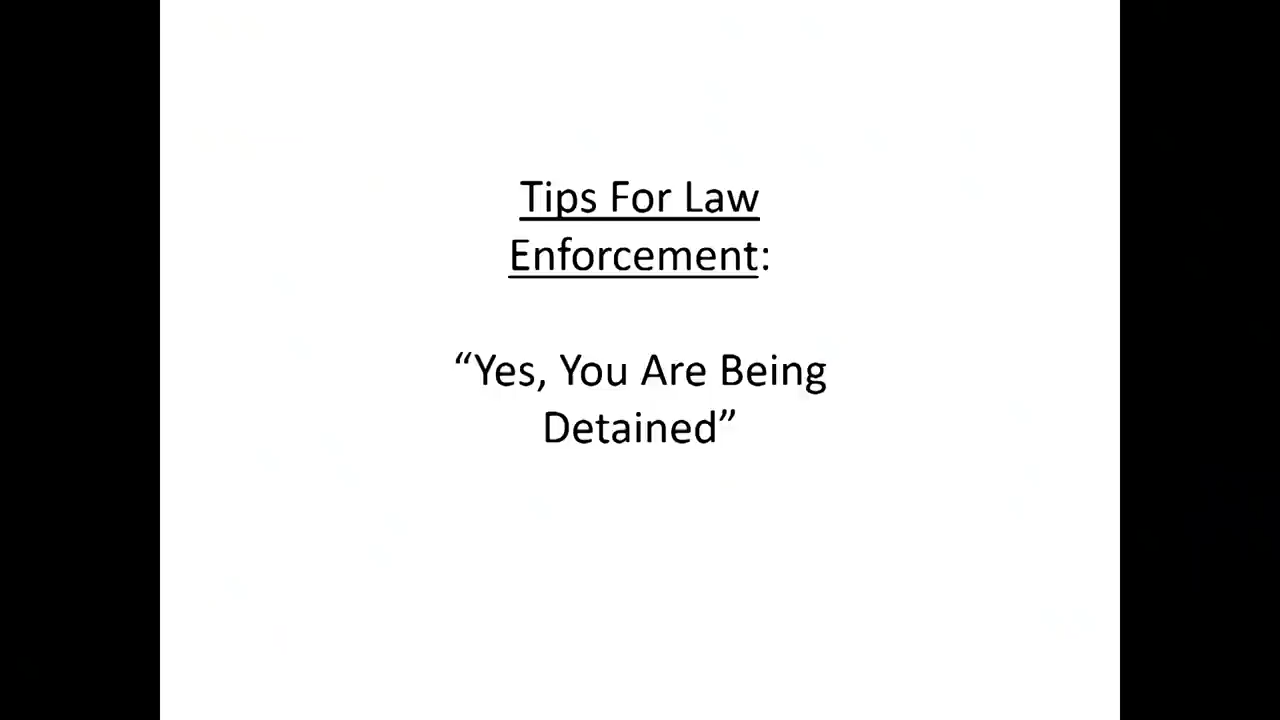 Tips For Law
Enforcement:
“Yes, You Are Being
Detained”